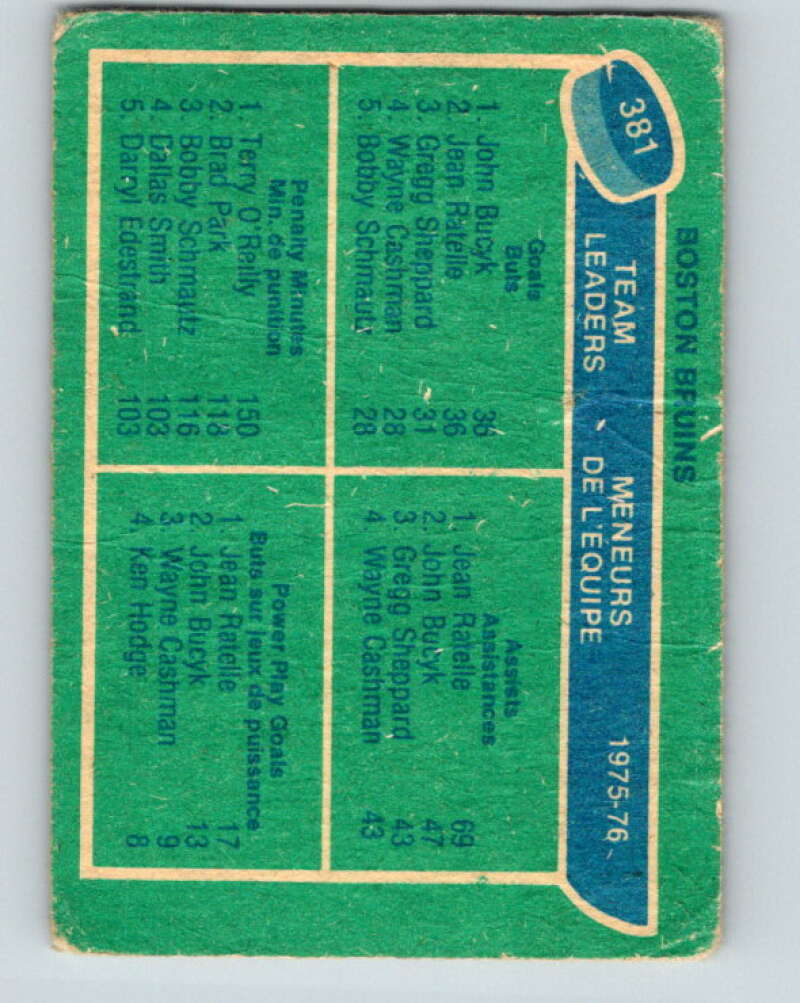 BOSTON BRUINS
381
TEAM LEADERS
MENEURS DE L'ÉQUIPE
1975-76
Goals
Buts
1. John Bucyk 36
2. Jean Ratelle 36
3. Gregg Sheppard 31
4. Wayne Cashman 28
5. Bobby Schmautz 28
Assists
Assistances
1. Jean Ratelle 69
2. John Bucyk 47
3. Gregg Sheppard 43
4. Wayne Cashman 43
Penalty Minutes
Min. de punition
1. Terry O'Reilly 150
2. Brad Park 118
3. Bobby Schmautz 116
4. Dallas Smith 103
5. Darryl Edestrand 103
Power Play Goals
Buts sur jeux de puissance
1. Jean Ratelle 17
2. John Bucyk 13
3. Wayne Cashman 9
4. Ken Hodge 8